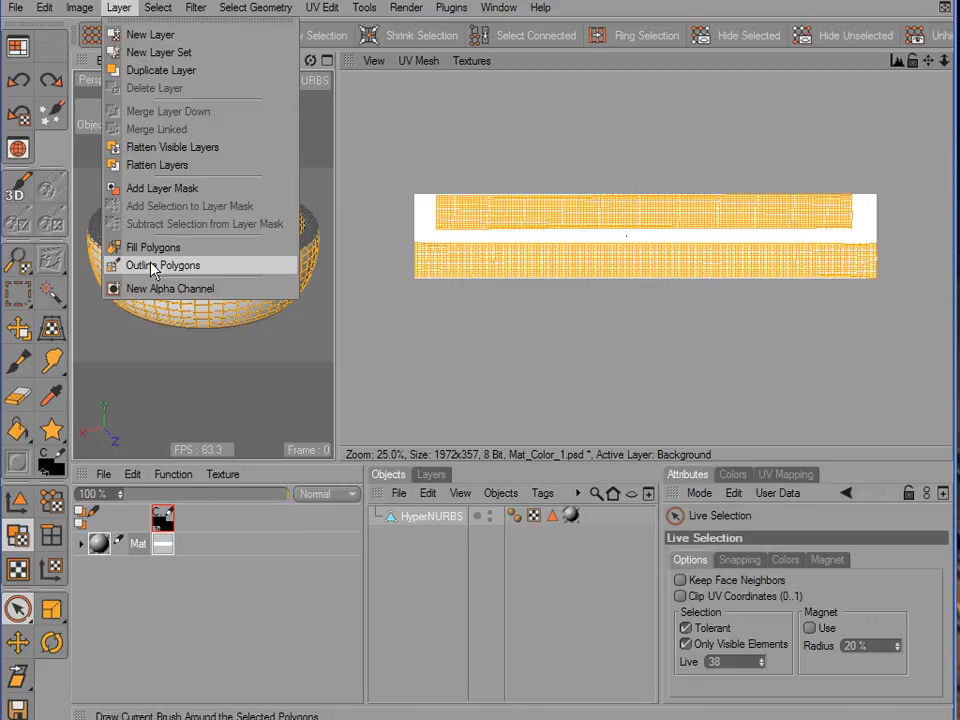 File Edit Image Layer Select Filter Select Geometry UV Edit Tools Render Plugins Window Help
Selection Shrink Selection Select Connected Ring Selection Hide Selected Hide Unselected
New Layer
New Layer Set
Duplicate Layer
Delete Layer
Merge Layer Down
Merge Linked
Flatten Visible Layers
Flatten Layers
Add Layer Mask
Add Selection to Layer Mask
Subtract Selection from Layer Mask
Fill Polygons
Outline Polygons
New Alpha Channel
URBS
3D
Y
X
Z
FPS : 83.3 Frame : 0
View UV Mesh Textures
Zoom: 25.0%, Size: 1972x357, 8 Bit, Mat_Color_1.psd *, Active Layer: Background
File Edit Function Texture
100 % Normal
C
C
Mat
Objects Layers
File Edit View Objects Tags
HyperNURBS
Attributes Colors UV Mapping
Mode Edit User Data
Live Selection
Live Selection
Options Snapping Colors Magnet
Keep Face Neighbors
Clip UV Coordinates (0..1)
Selection Magnet
Tolerant Use
Only Visible Elements Radius 20 %
Live 38
Draw Current Brush Around the Selected Polygons